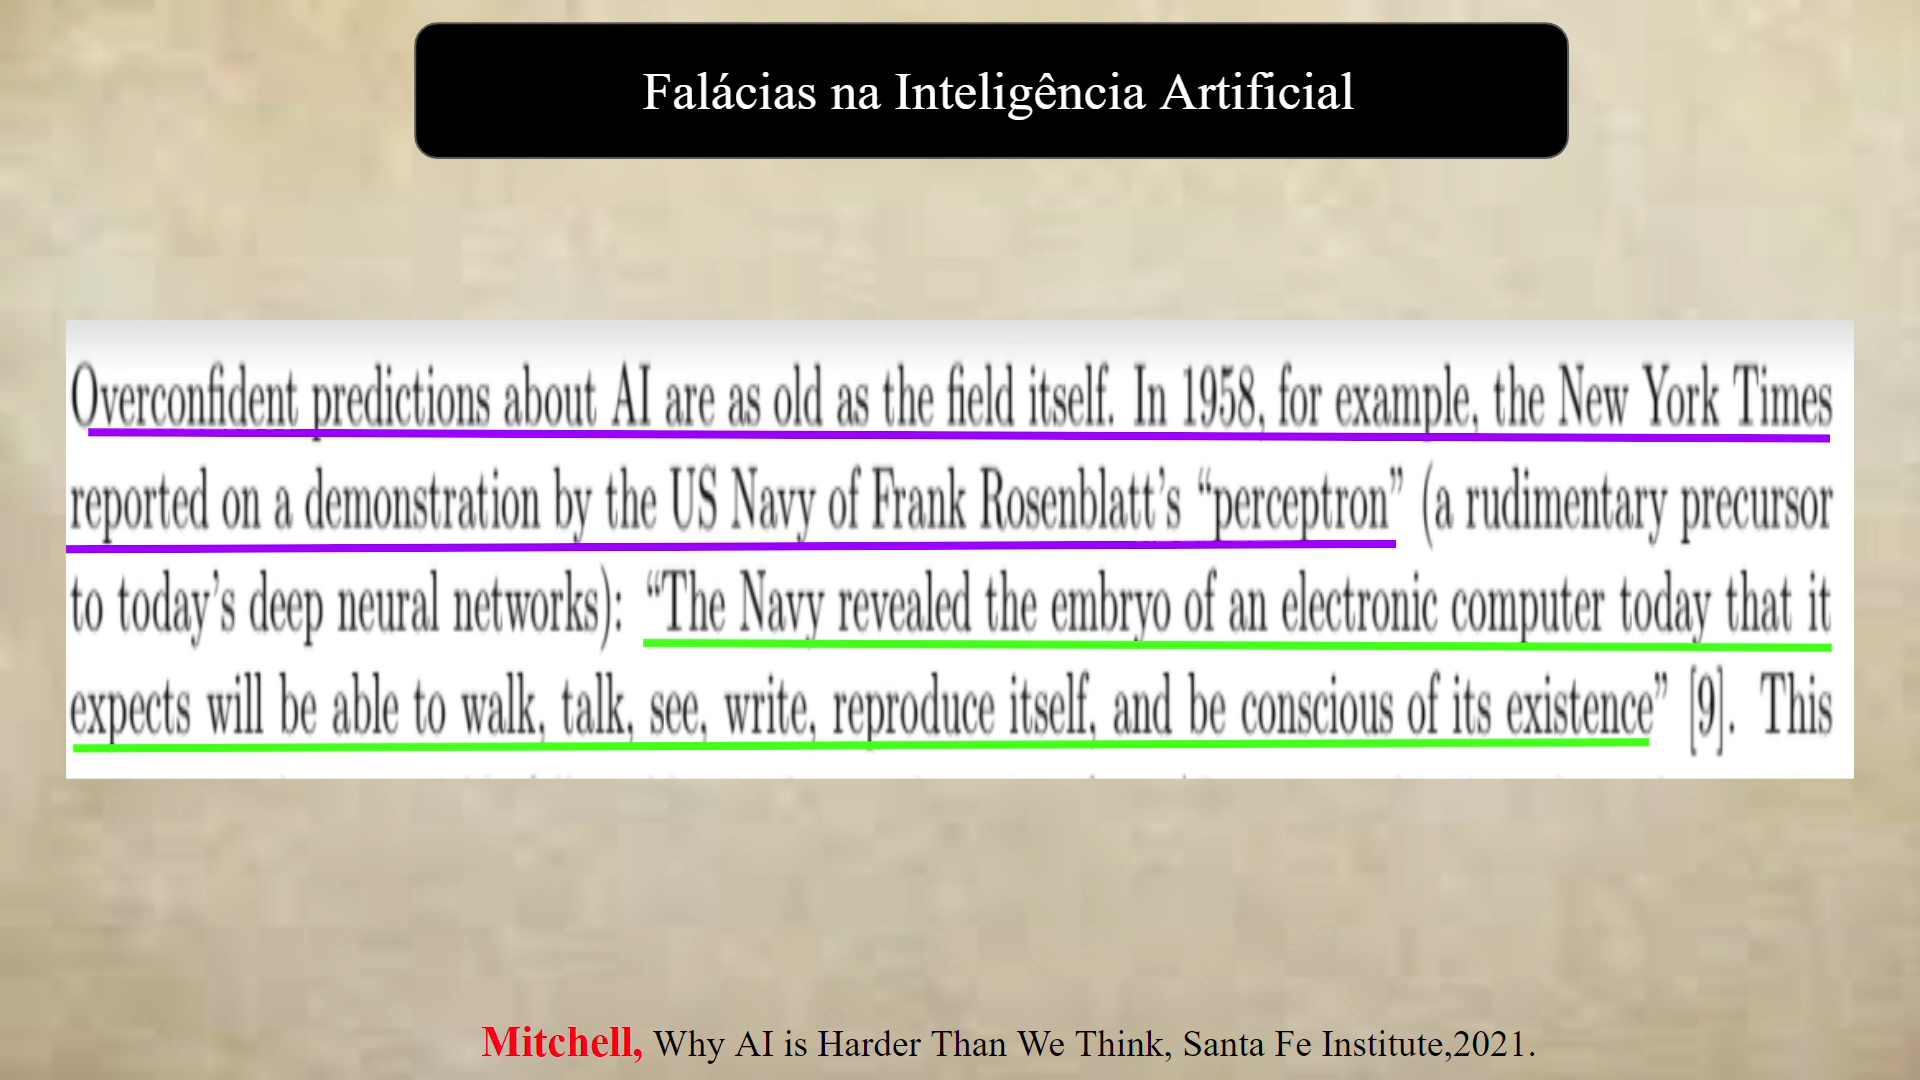 Falácias na Inteligência Artificial
Overconfident predictions about AI are as old as the field itself. In 1958, for example, the New York Times
reported on a demonstration by the US Navy of Frank Rosenblatt’s “perceptron” (a rudimentary precursor
to today’s deep neural networks): “The Navy revealed the embryo of an electronic computer today that it
expects will be able to walk, talk, see, write, reproduce itself, and be conscious of its existence” [9]. This
Mitchell, Why AI is Harder Than We Think, Santa Fe Institute,2021.